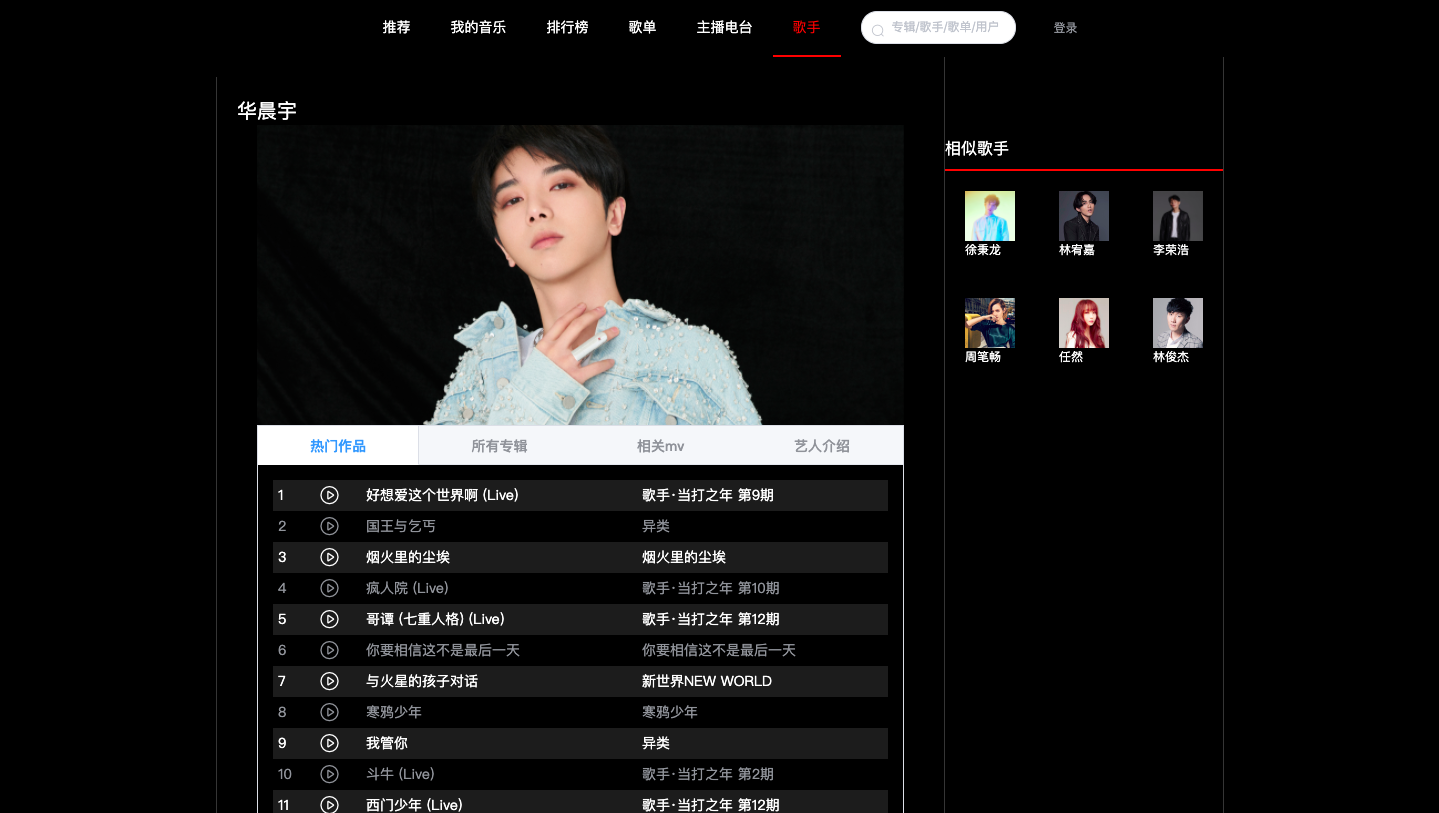 推荐 我的音乐 排行榜 歌单 主播电台 歌手 专辑/歌手/歌单/用户 登录
华晨宇
热门作品 所有专辑 相关mv 艺人介绍
1 好想爱这个世界啊 (Live) 歌手·当打之年 第9期
2 国王与乞丐 异类
3 烟火里的尘埃 烟火里的尘埃
4 疯人院 (Live) 歌手·当打之年 第10期
5 哥谭 (七重人格) (Live) 歌手·当打之年 第12期
6 你要相信这不是最后一天 你要相信这不是最后一天
7 与火星的孩子对话 新世界NEW WORLD
8 寒鸦少年 寒鸦少年
9 我管你 异类
10 斗牛 (Live) 歌手·当打之年 第2期
11 西门少年 (Live) 歌手·当打之年 第12期
相似歌手
徐秉龙 林宥嘉 李荣浩
周笔畅 任然 林俊杰